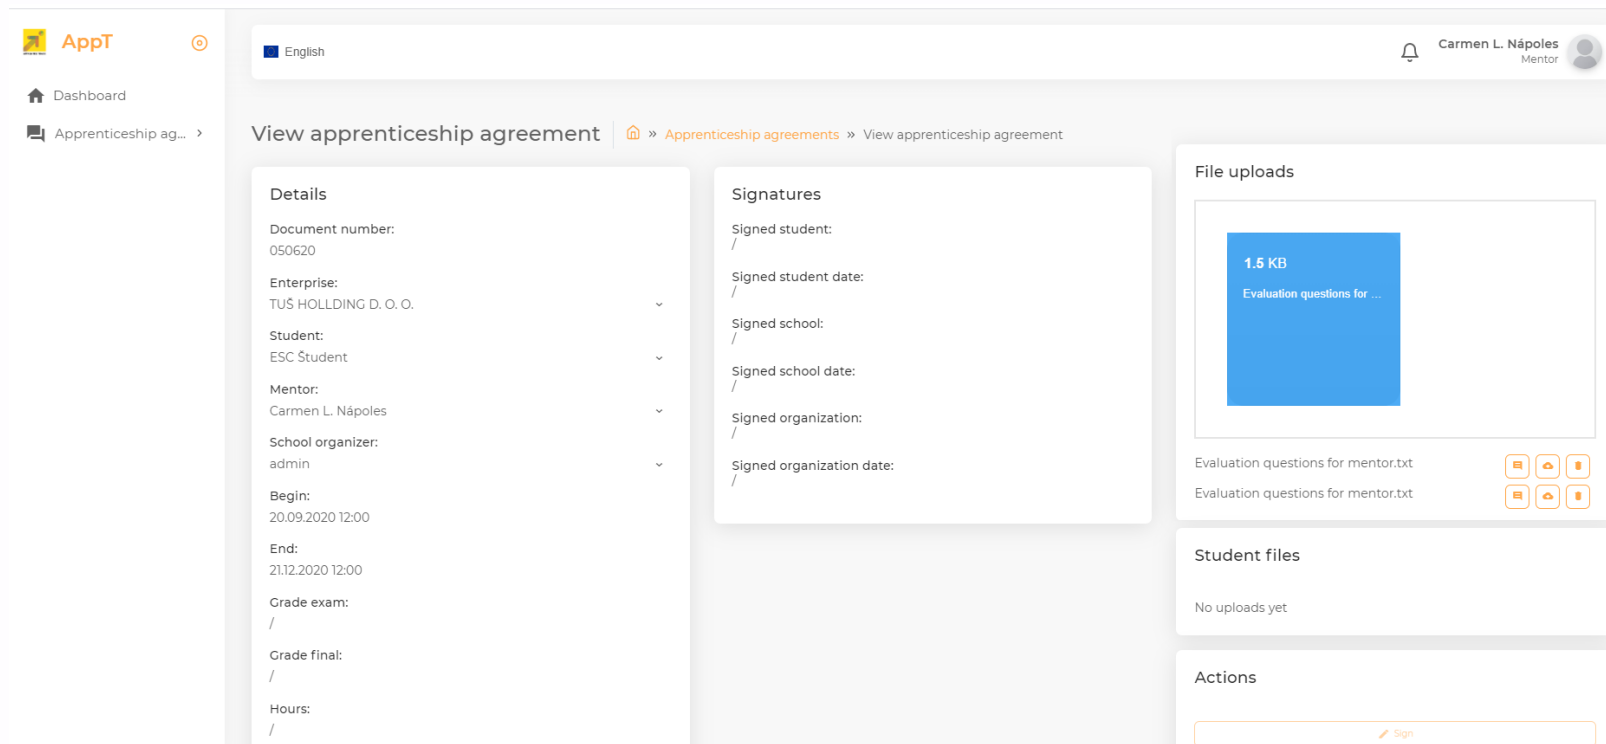 AppT
Dashboard
Apprenticeship ag...
English
Carmen L. Nápoles
Mentor
View apprenticeship agreement
» Apprenticeship agreements » View apprenticeship agreement
Details
Document number:
050620
Enterprise:
TUŠ HOLLDING D. O. O.
Student:
ESC Študent
Mentor:
Carmen L. Nápoles
School organizer:
admin
Begin:
20.09.2020 12:00
End:
21.12.2020 12:00
Grade exam:
/
Grade final:
/
Hours:
/
Signatures
Signed student:
/
Signed student date:
/
Signed school:
/
Signed school date:
/
Signed organization:
/
Signed organization date:
/
File uploads
1.5 KB
Evaluation questions for ...
Evaluation questions for mentor.txt
Evaluation questions for mentor.txt
Student files
No uploads yet
Actions
Sign